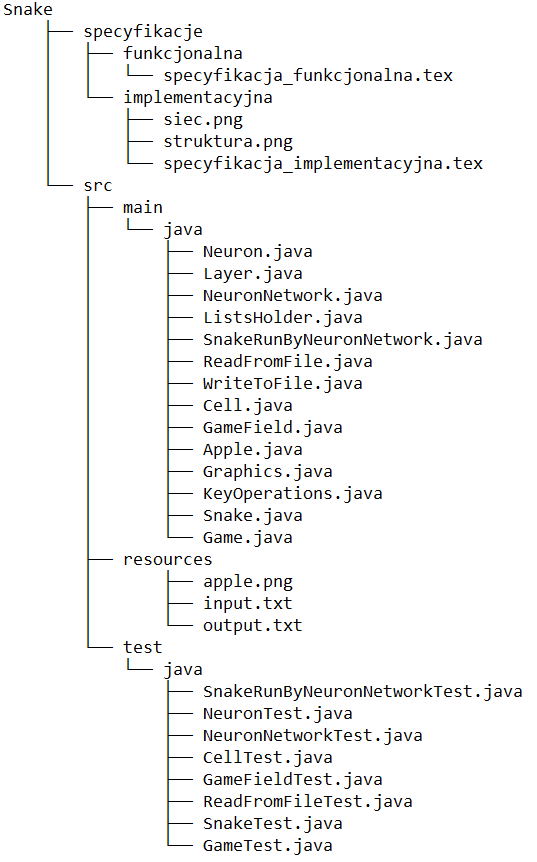 Snake
specyfikacje
funkcjonalna
specyfikacja_funkcjonalna.tex
implementacyjna
siec.png
struktura.png
specyfikacja_implementacyjna.tex
src
main
java
Neuron.java
Layer.java
NeuronNetwork.java
ListsHolder.java
SnakeRunByNeuronNetwork.java
ReadFromFile.java
WriteToFile.java
Cell.java
GameField.java
Apple.java
Graphics.java
KeyOperations.java
Snake.java
Game.java
resources
apple.png
input.txt
output.txt
test
java
SnakeRunByNeuronNetworkTest.java
NeuronTest.java
NeuronNetworkTest.java
CellTest.java
GameFieldTest.java
ReadFromFileTest.java
SnakeTest.java
GameTest.java